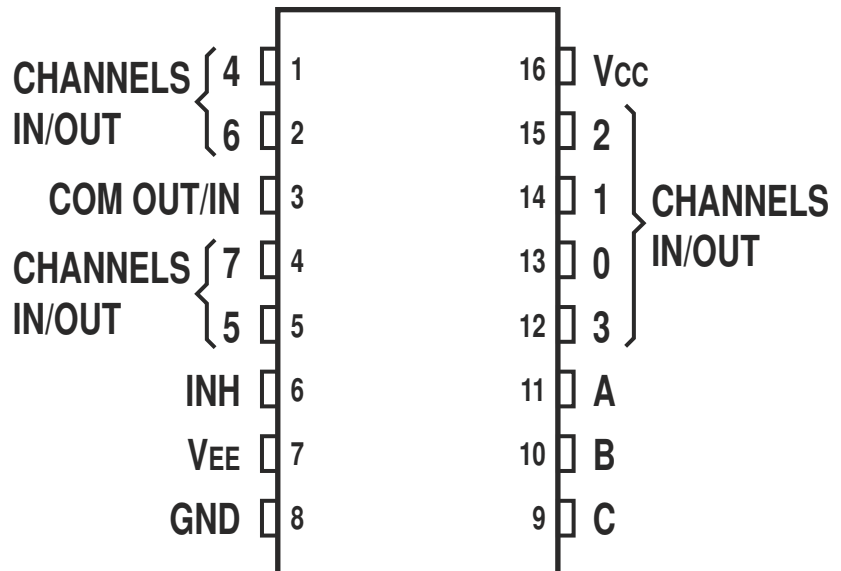 CHANNELS IN/OUT
4 1 16 VCC
6 2 15 2
COM OUT/IN 3 14 1
CHANNELS IN/OUT
CHANNELS IN/OUT
7 4 13 0
5 5 12 3
INH 6 11 A
VEE 7 10 B
GND 8 9 C